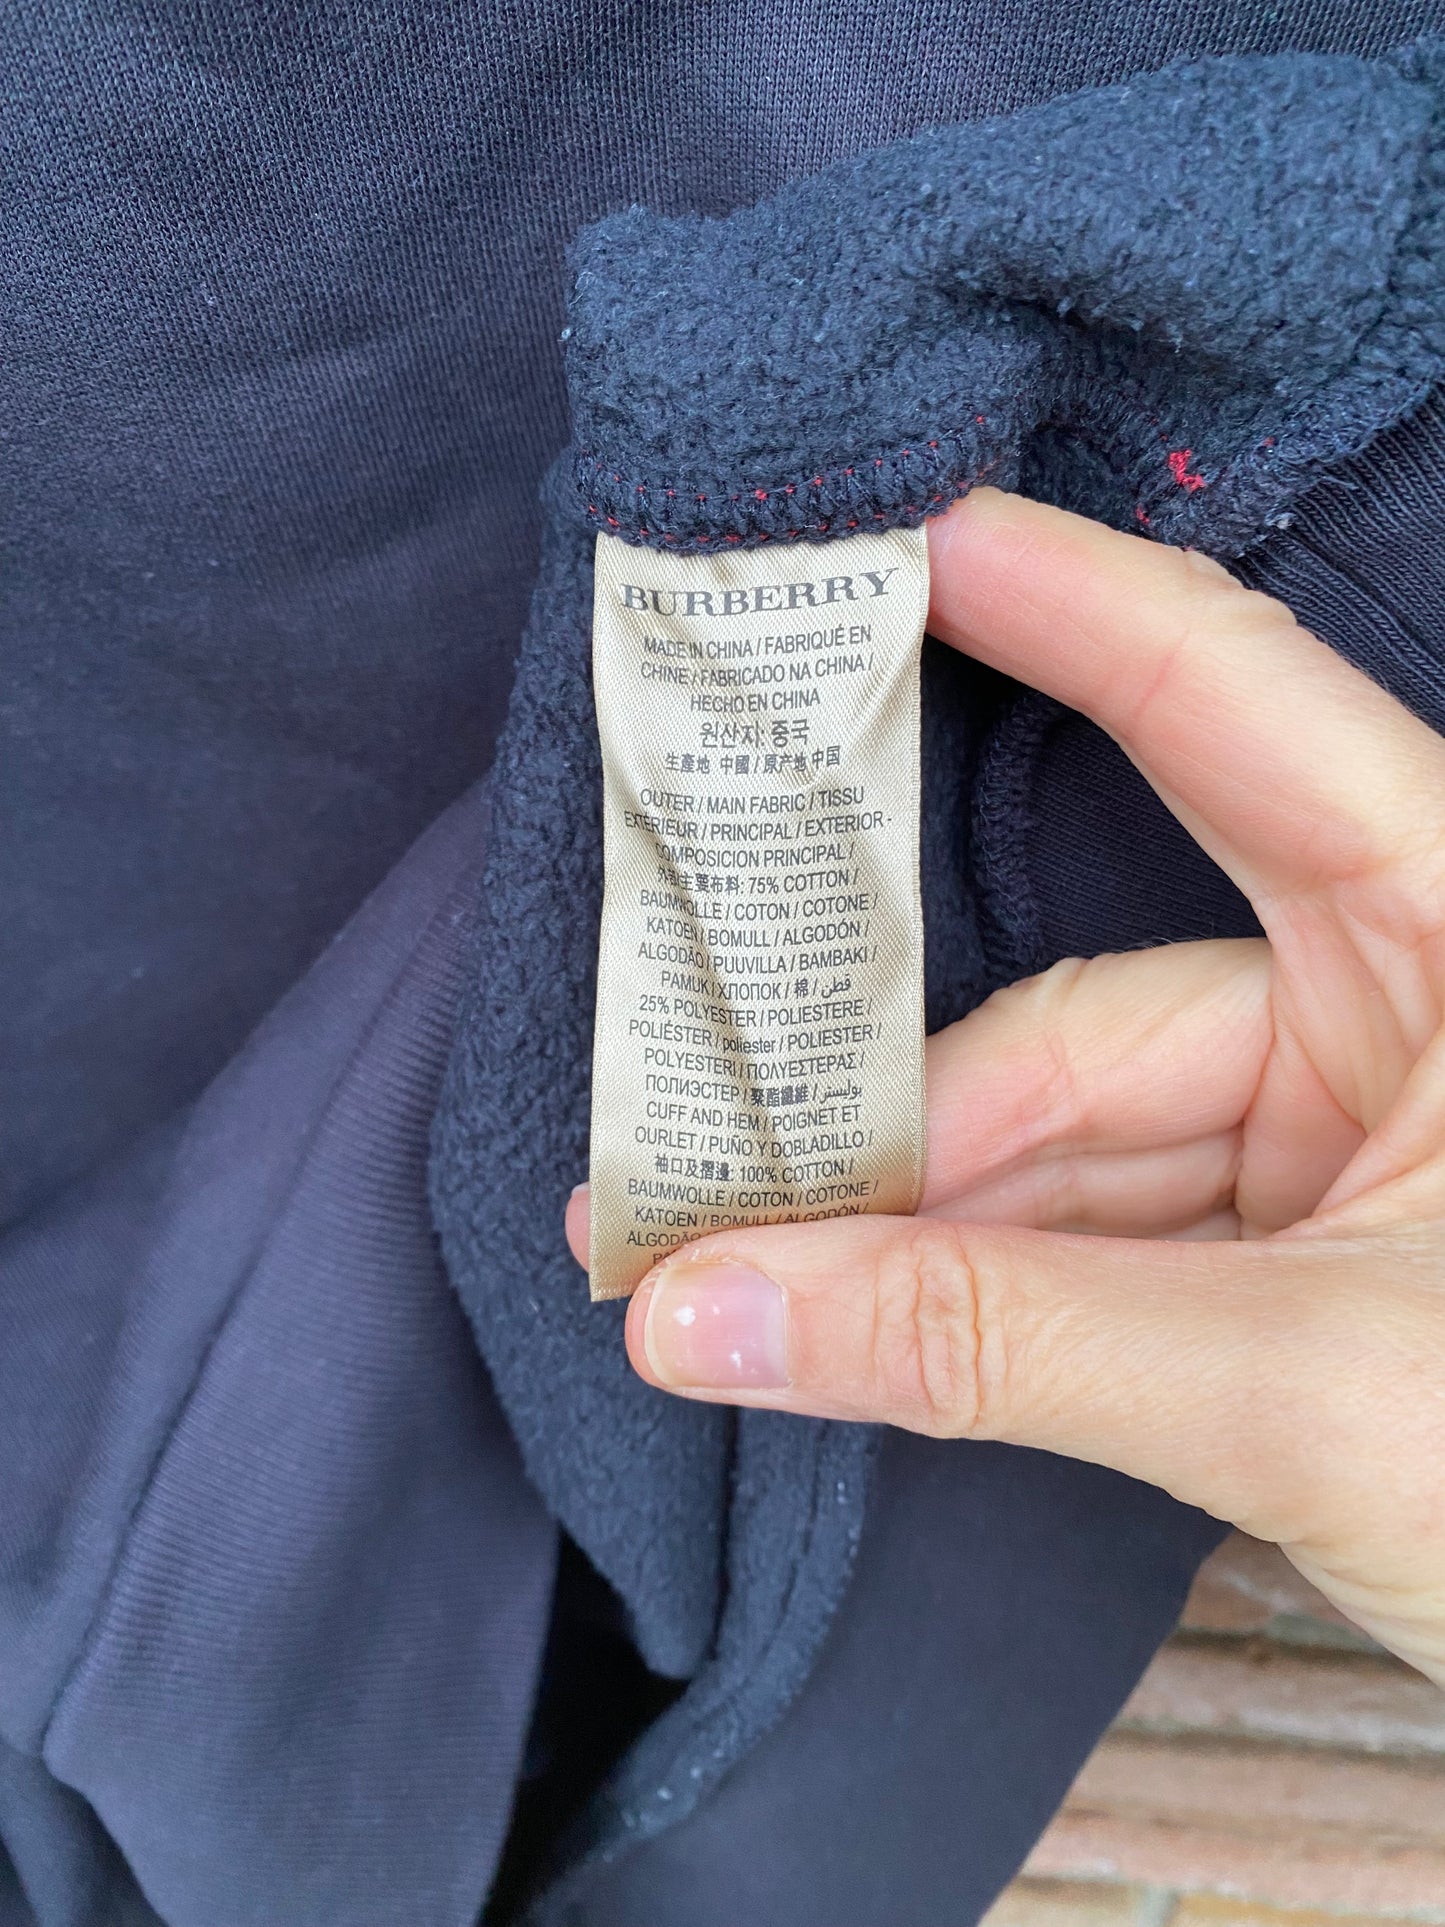 BURBERRY
MADE IN CHINA / FABRIQUÉ EN
CHINE / FABRICADO NA CHINA /
HECHO EN CHINA
원산지: 중국
生產地 中國 / 原产地 中国
OUTER / MAIN FABRIC / TISSU
EXTERIEUR / PRINCIPAL / EXTERIOR -
COMPOSICION PRINCIPAL /
主要布料: 75% COTTON /
BAUMWOLLE / COTON / COTONE /
KATOEN / BOMULL / ALGODÓN /
ALGODÃO / PUUVILLA / BAMBAKI /
PAMUK / ХЛОПОК / 棉 / قطن
25% POLYESTER / POLIESTERE /
POLIÉSTER / poliester / POLIESTER /
POLYESTERI / ΠΟΛΥΕΣΤΕΡΑΣ /
ПОЛИЭСТЕР / 聚酯纖維 / بوليستر
CUFF AND HEM / POIGNET ET
OURLET / PUÑO Y DOBLADILLO /
袖口及摺邊: 100% COTTON /
BAUMWOLLE / COTON / COTONE /
KATOEN / BOMULL / ALGODÓN /
ALGODÃO